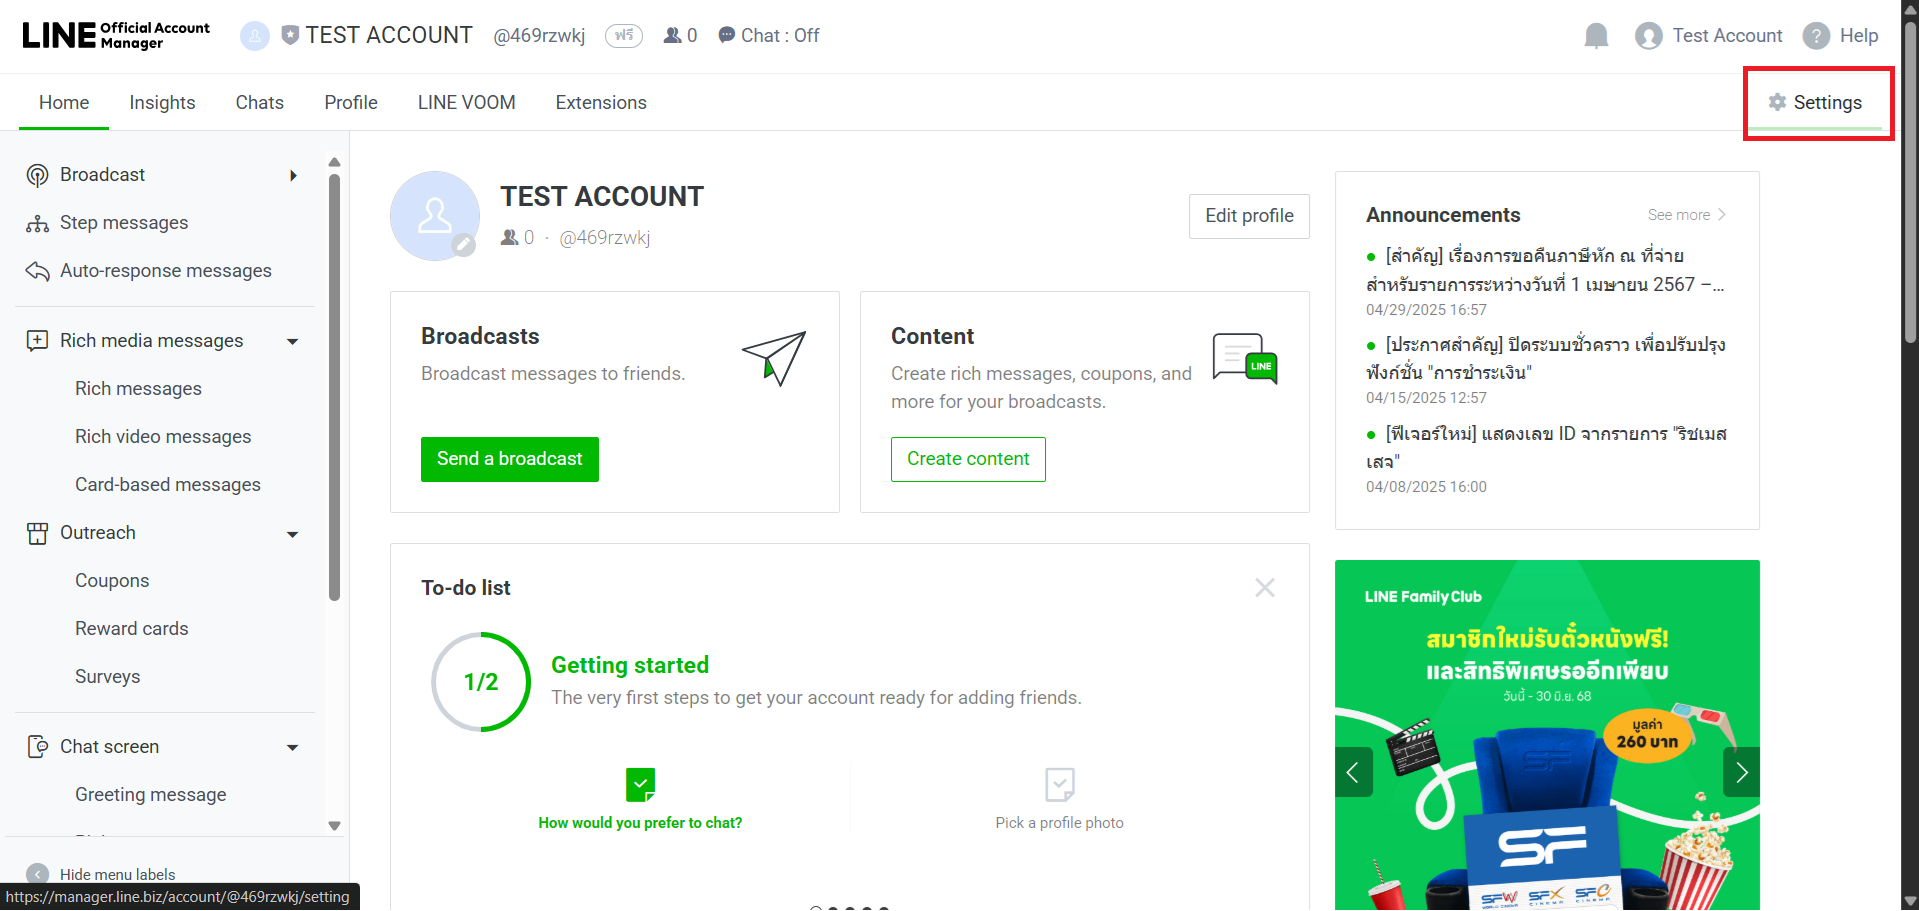 LINE Official Account Manager
TEST ACCOUNT
@469rzwkj
ฟรี
0
Chat : Off
Test Account
? Help
Home
Insights
Chats
Profile
LINE VOOM
Extensions
Settings
Broadcast
Step messages
Auto-response messages
Rich media messages
Rich messages
Rich video messages
Card-based messages
Outreach
Coupons
Reward cards
Surveys
Chat screen
Greeting message
Hide menu labels
https://manager.line.biz/account/@469rzwkj/setting
TEST ACCOUNT
0 · @469rzwkj
Edit profile
Broadcasts
Broadcast messages to friends.
Send a broadcast
Content
Create rich messages, coupons, and
more for your broadcasts.
LINE
Create content
To-do list
1/2
Getting started
The very first steps to get your account ready for adding friends.
How would you prefer to chat?
Pick a profile photo
Announcements
See more
[สำคัญ] เรื่องการขอคืนภาษีหัก ณ ที่จ่าย
สำหรับรายการระหว่างวันที่ 1 เมษายน 2567 –...
04/29/2025 16:57
[ประกาศสำคัญ] ปิดระบบชั่วคราว เพื่อปรับปรุง
ฟังก์ชั่น "การชำระเงิน"
04/15/2025 12:57
[ฟีเจอร์ใหม่] แสดงเลข ID จากรายการ "ริชเมส
เสจ"
04/08/2025 16:00
LINE Family Club
สมาชิกใหม่รับตั๋วหนังฟรี!
และสิทธิพิเศษรออีกเพียบ
วันนี้ - 30 มิ.ย. 68
มูลค่า
260 บาท
SF
SF
SFW SFX SFC
WORLD CINEMA CINEMA CINEMA